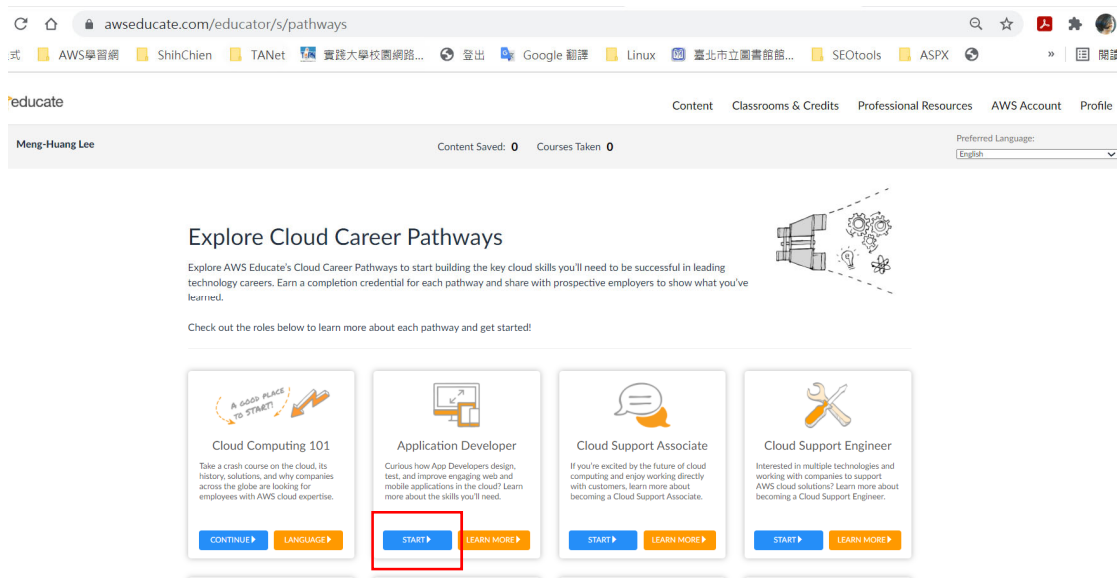 awseducate.com/educator/s/pathways
式 AWS學習網 ShihChien TANet 實踐大學校園網路... 登出 Google 翻譯 Linux 臺北市立圖書館館... SEOtools ASPX » 閱讀
educate
Content Classrooms & Credits Professional Resources AWS Account Profile
Meng-Huang Lee
Content Saved: 0 Courses Taken 0
Preferred Language:
English
Explore Cloud Career Pathways
Explore AWS Educate's Cloud Career Pathways to start building the key cloud skills you'll need to be successful in leading
technology careers. Earn a completion credential for each pathway and share with prospective employers to show what you've
learned.
Check out the roles below to learn more about each pathway and get started!
A GOOD PLACE
TO START!
Cloud Computing 101
Take a crash course on the cloud, its
history, solutions, and why companies
across the globe are looking for
employees with AWS cloud expertise.
CONTINUE LANGUAGE
Application Developer
Curious how App Developers design,
test, and improve engaging web and
mobile applications in the cloud? Learn
more about the skills you'll need.
START LEARN MORE
Cloud Support Associate
If you're excited by the future of cloud
computing and enjoy working directly
with customers, learn more about
becoming a Cloud Support Associate.
START LEARN MORE
Cloud Support Engineer
Interested in multiple technologies and
working with companies to support
AWS cloud solutions? Learn more about
becoming a Cloud Support Engineer.
START LEARN MORE